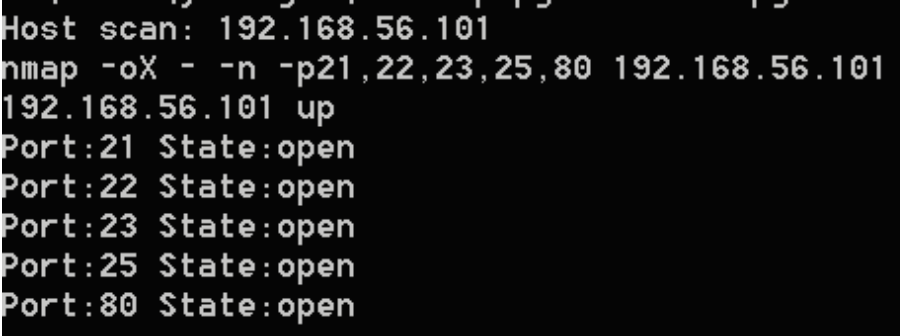 Host scan: 192.168.56.101
nmap -oX - -n -p21,22,23,25,80 192.168.56.101
192.168.56.101 up
Port:21 State:open
Port:22 State:open
Port:23 State:open
Port:25 State:open
Port:80 State:open